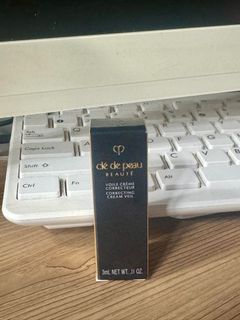 clé de peau
BEAUTÉ
VOILE CRÈME
CORRECTEUR
CORRECTING
CREAM VEIL
3mL NET WT. .11 OZ.
Caps Lock
Shift
Ctrl
Fn
Alt